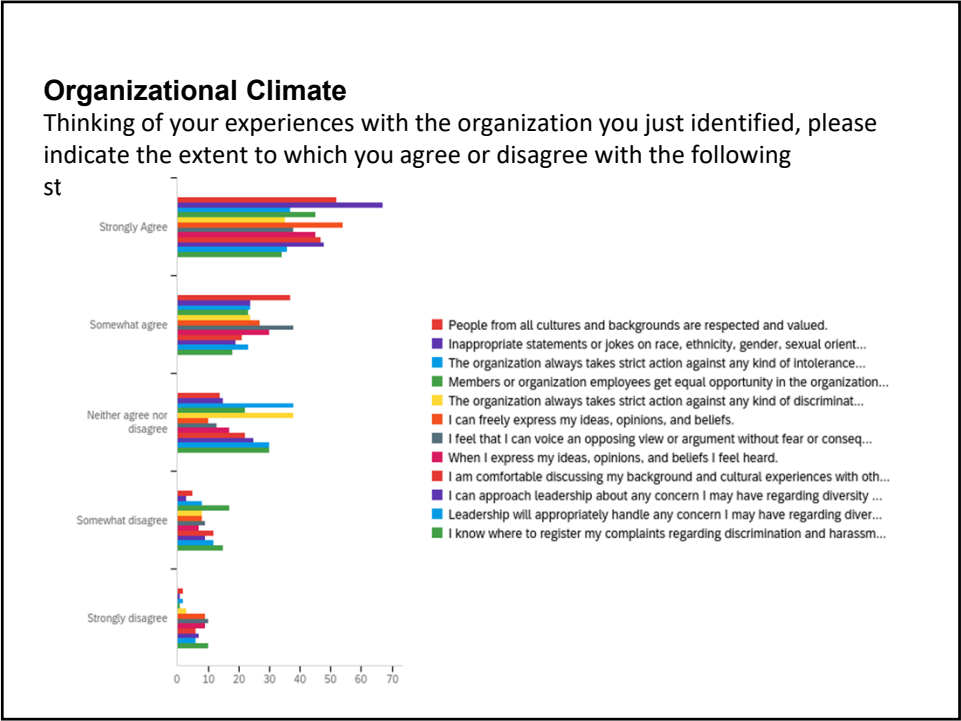 Organizational Climate
Thinking of your experiences with the organization you just identified, please
indicate the extent to which you agree or disagree with the following
st
Strongly Agree
Somewhat agree
Neither agree nor
disagree
Somewhat disagree
Strongly disagree
0 10 20 30 40 50 60 70
People from all cultures and backgrounds are respected and valued.
Inappropriate statements or jokes on race, ethnicity, gender, sexual orient...
The organization always takes strict action against any kind of intolerance...
Members or organization employees get equal opportunity in the organization...
The organization always takes strict action against any kind of discriminat...
I can freely express my ideas, opinions, and beliefs.
I feel that I can voice an opposing view or argument without fear or conseq...
When I express my ideas, opinions, and beliefs I feel heard.
I am comfortable discussing my background and cultural experiences with oth...
I can approach leadership about any concern I may have regarding diversity ...
Leadership will appropriately handle any concern I may have regarding diver...
I know where to register my complaints regarding discrimination and harassm...